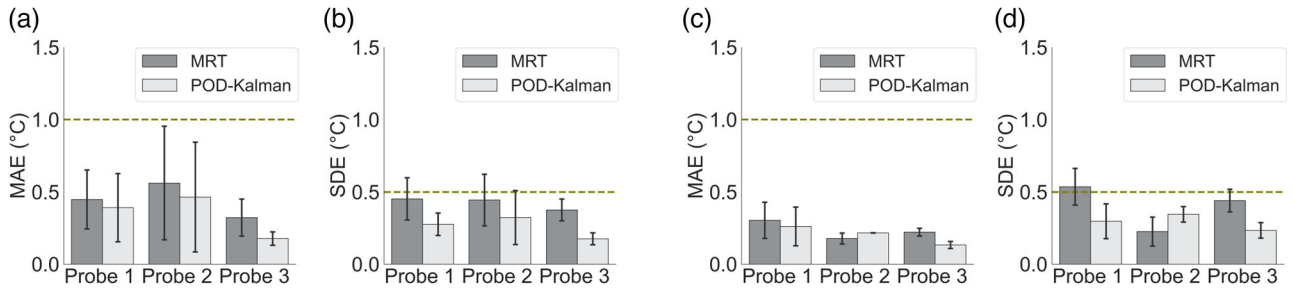 (a)
MAE (°C)
1.5
1.0
0.5
0.0
MRT
POD-Kalman
Probe 1 Probe 2 Probe 3
(b)
SDE (°C)
1.5
1.0
0.5
0.0
MRT
POD-Kalman
Probe 1 Probe 2 Probe 3
(c)
MAE (°C)
1.5
1.0
0.5
0.0
MRT
POD-Kalman
Probe 1 Probe 2 Probe 3
(d)
SDE (°C)
1.5
1.0
0.5
0.0
MRT
POD-Kalman
Probe 1 Probe 2 Probe 3